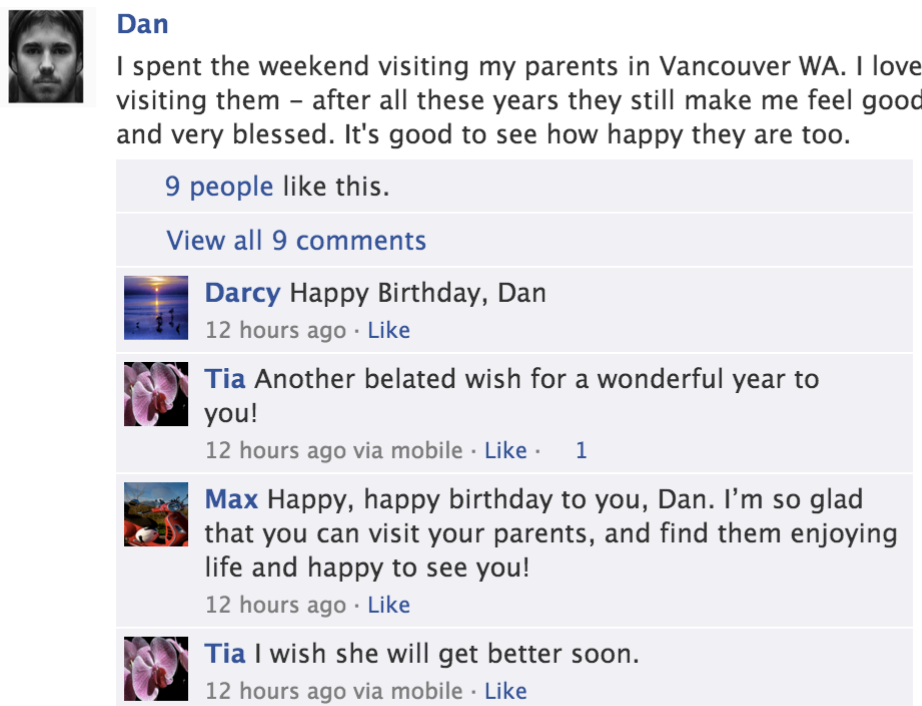 Dan
I spent the weekend visiting my parents in Vancouver WA. I love
visiting them – after all these years they still make me feel good
and very blessed. It's good to see how happy they are too.
9 people like this.
View all 9 comments
Darcy Happy Birthday, Dan
12 hours ago · Like
Tia Another belated wish for a wonderful year to
you!
12 hours ago via mobile · Like · 1
Max Happy, happy birthday to you, Dan. I’m so glad
that you can visit your parents, and find them enjoying
life and happy to see you!
12 hours ago · Like
Tia I wish she will get better soon.
12 hours ago via mobile · Like